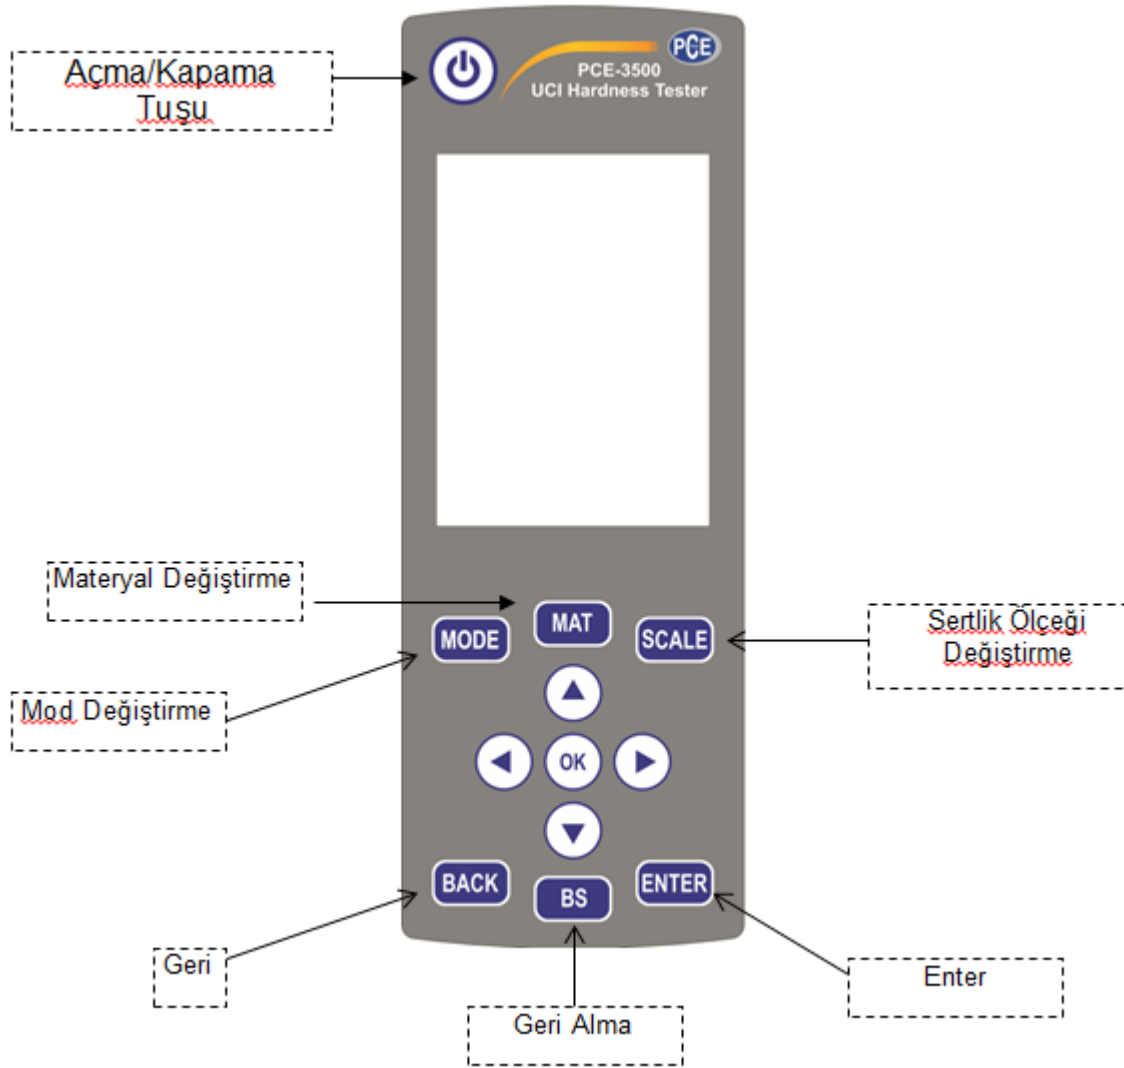 Açma/Kapama
Tuşu
PCE
PCE-3500
UCI Hardness Tester
Materyal Değiştirme
MAT
MODE
SCALE
Sertlik Ölçeği
Değiştirme
Mod Değiştirme
OK
BACK
BS
ENTER
Geri
Enter
Geri Alma